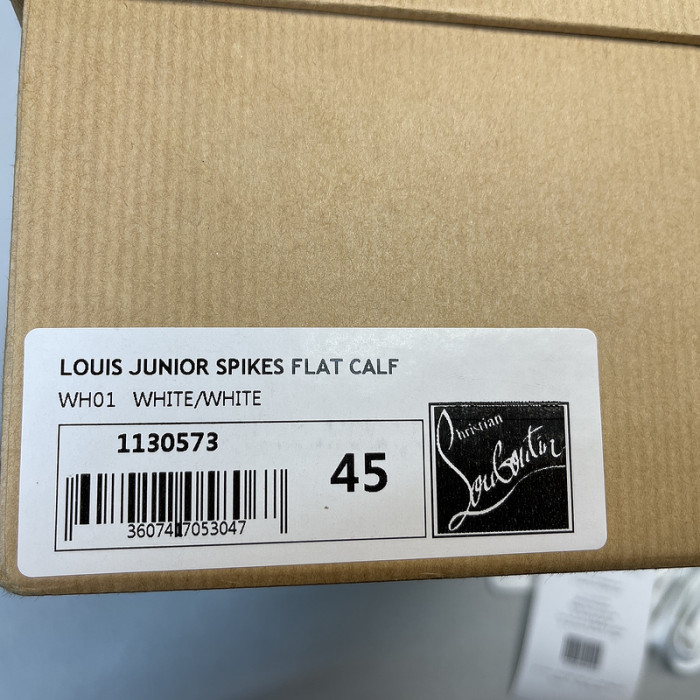 LOUIS JUNIOR SPIKES FLAT CALF
WH01 WHITE/WHITE
1130573
45
3607417053047
Christian
Louboutin